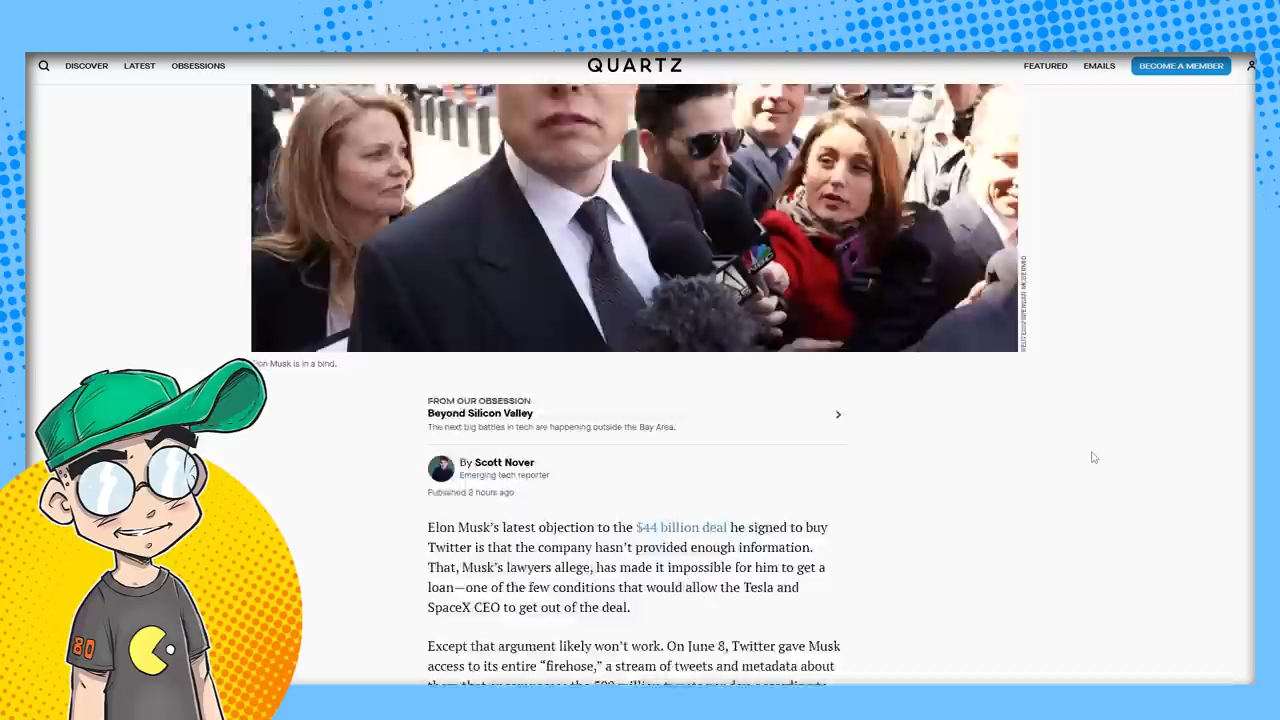 DISCOVER LATEST OBSESSIONS QUARTZ FEATURED EMAILS BECOME A MEMBER
NBC
Elon Musk is in a bind.
FROM OUR OBSESSION
Beyond Silicon Valley
The next big battles in tech are happening outside the Bay Area.
By Scott Nover
Emerging tech reporter
Published 2 hours ago
Elon Musk's latest objection to the $44 billion deal he signed to buy
Twitter is that the company hasn't provided enough information.
That, Musk's lawyers allege, has made it impossible for him to get a
loan—one of the few conditions that would allow the Tesla and
SpaceX CEO to get out of the deal.
Except that argument likely won't work. On June 8, Twitter gave Musk
access to its entire “firehose,” a stream of tweets and metadata about
80